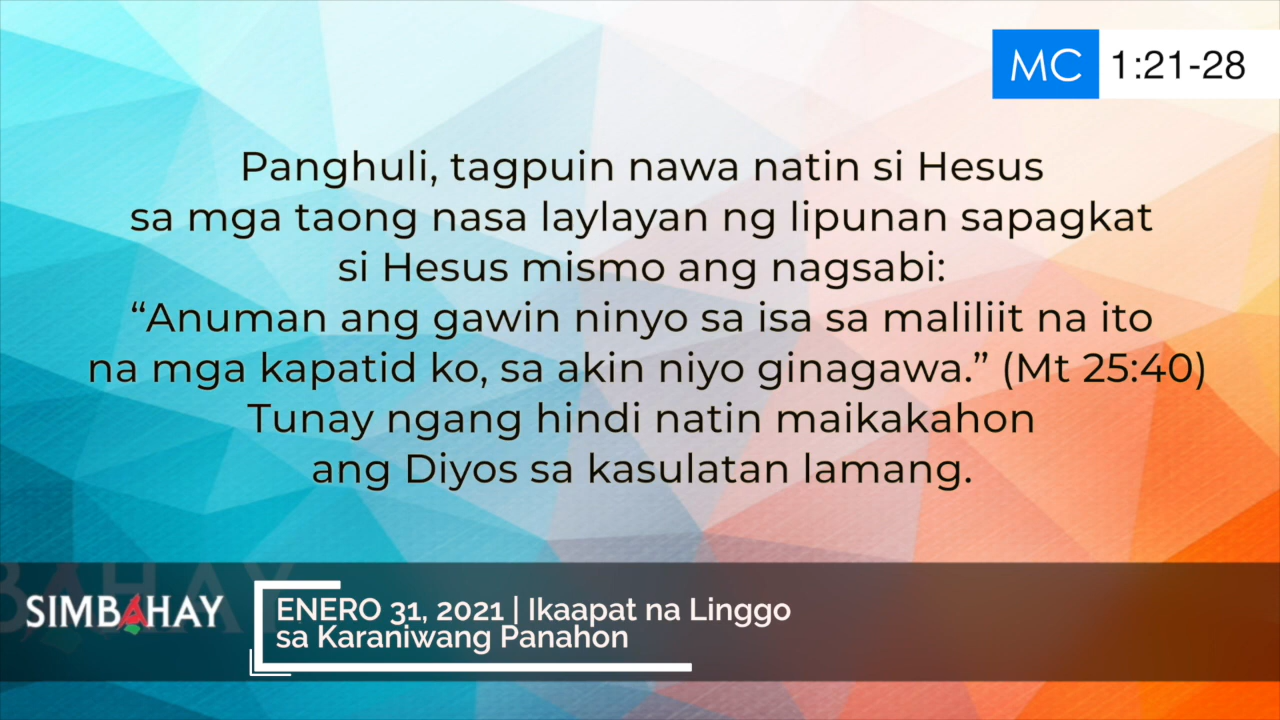 MC 1:21-28
Panghuli, tagpuin nawa natin si Hesus
sa mga taong nasa laylayan ng lipunan sapagkat
si Hesus mismo ang nagsabi:
“Anuman ang gawin ninyo sa isa sa maliliit na ito
na mga kapatid ko, sa akin niyo ginagawa.” (Mt 25:40)
Tunay ngang hindi natin maikakahon
ang Diyos sa kasulatan lamang.
SIMBAHAY
ENERO 31, 2021 | Ikaapat na Linggo
sa Karaniwang Panahon